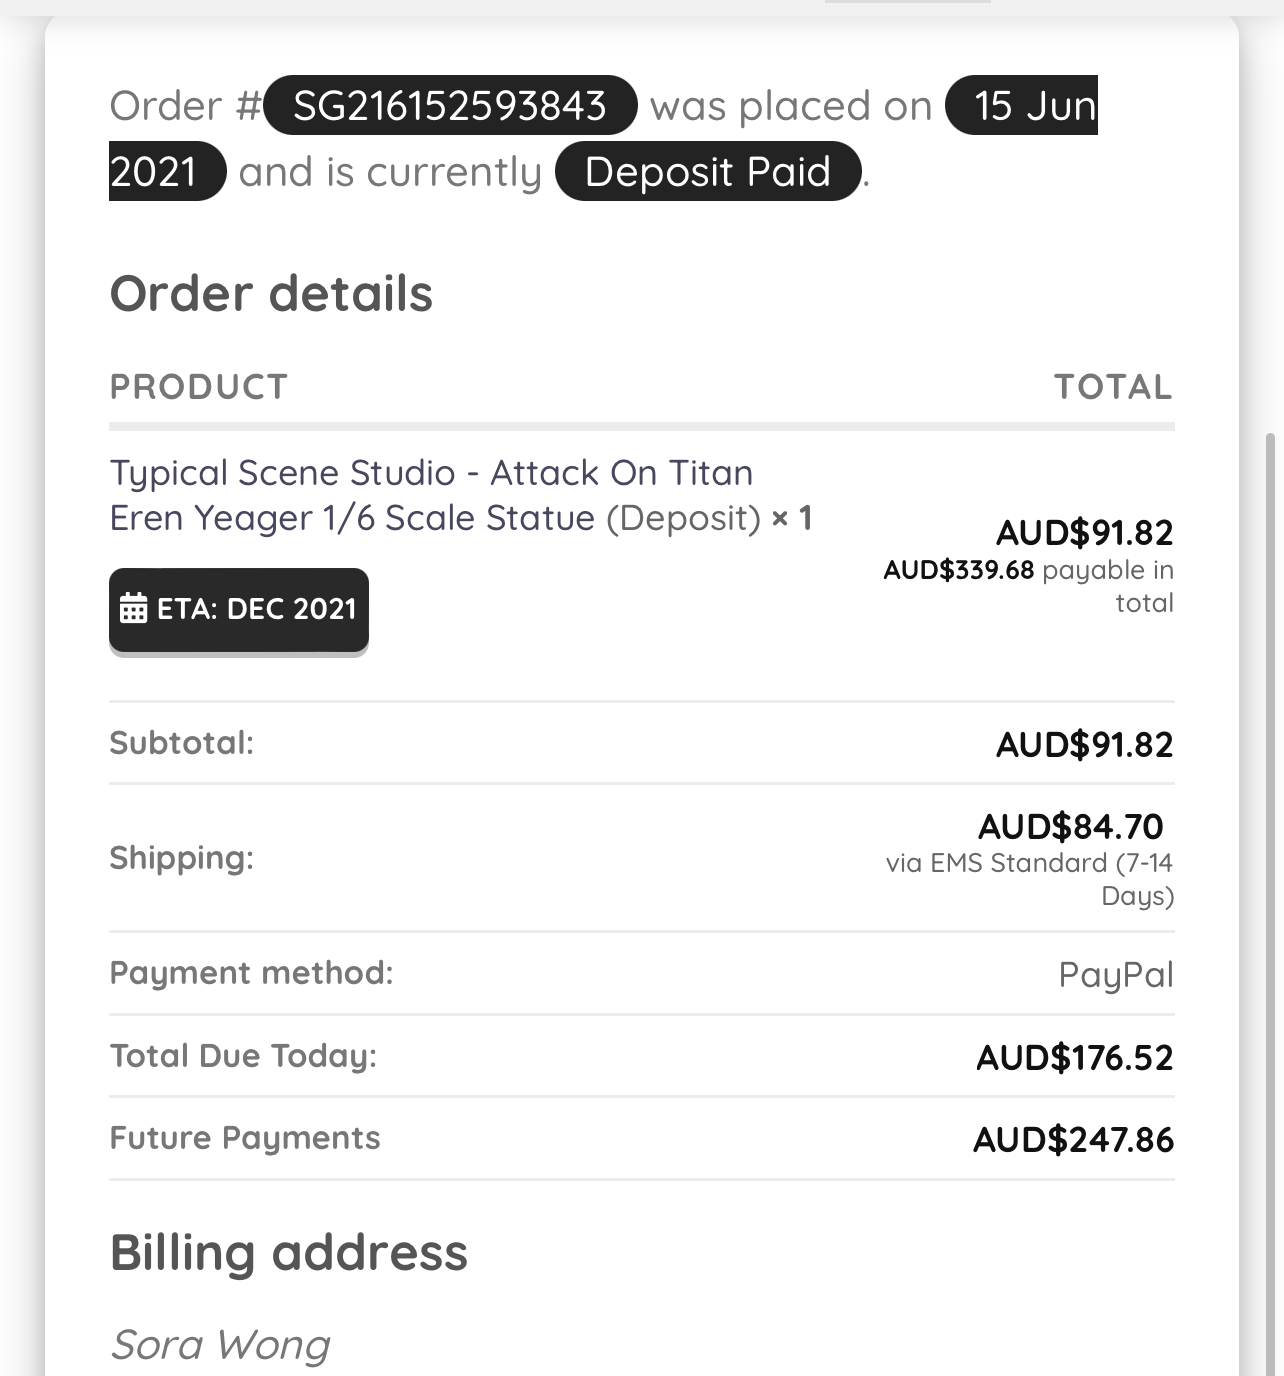 Order #SG216152593843 was placed on 15 Jun
2021 and is currently Deposit Paid.
Order details
PRODUCT TOTAL
Typical Scene Studio - Attack On Titan
Eren Yeager 1/6 Scale Statue (Deposit) × 1
AUD$91.82
AUD$339.68 payable in
total
ETA: DEC 2021
Subtotal: AUD$91.82
Shipping: AUD$84.70
via EMS Standard (7-14
Days)
Payment method: PayPal
Total Due Today: AUD$176.52
Future Payments AUD$247.86
Billing address
Sora Wong